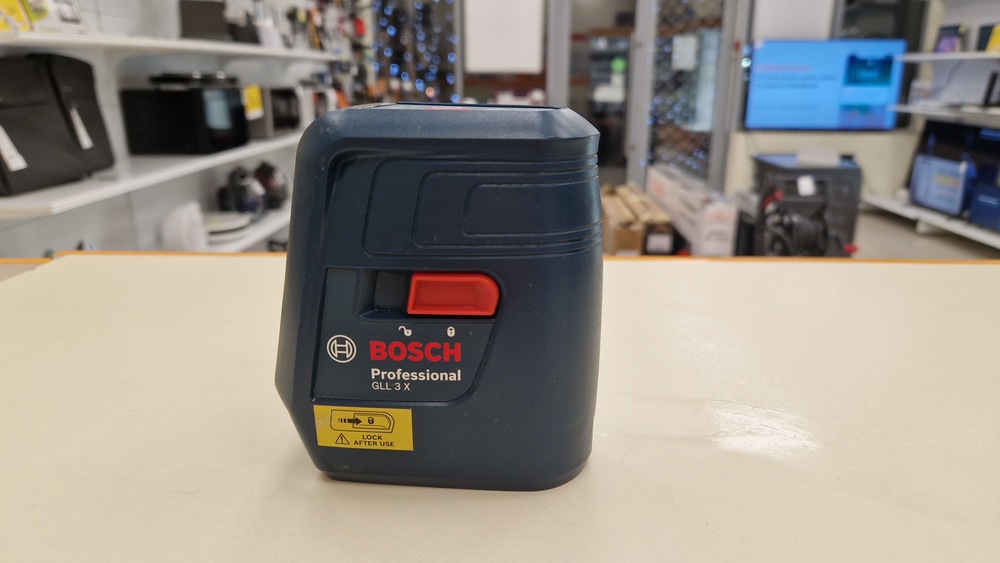 BOSCH
Professional
GLL 3 X
LOCK
AFTER USE